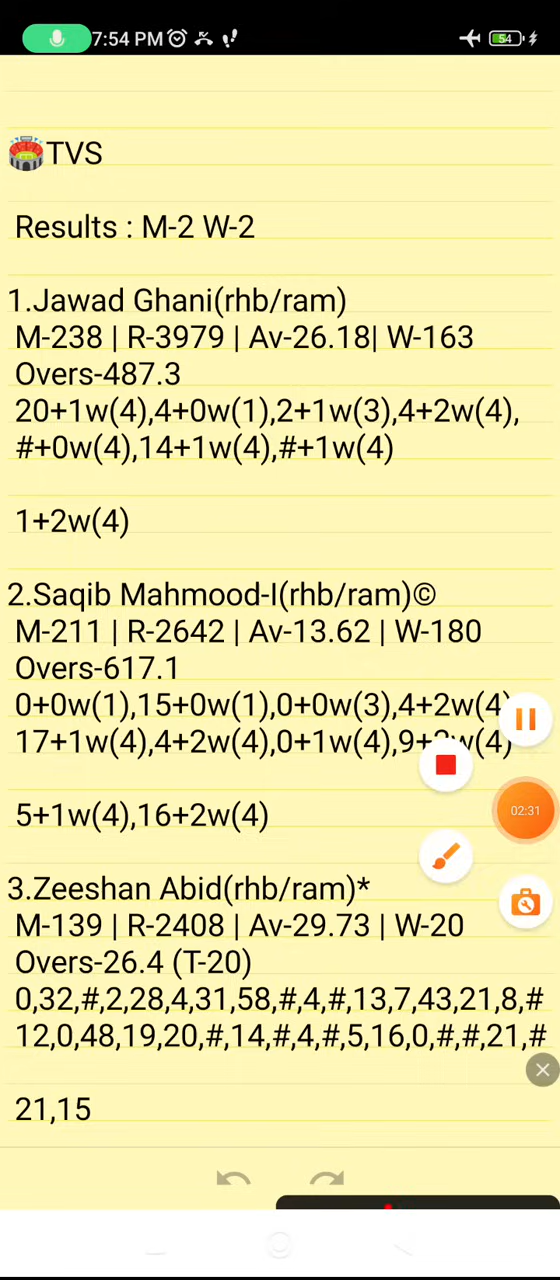 7:54 PM
54
🏟TVS
Results : M-2 W-2
1.Jawad Ghani(rhb/ram)
M-238 | R-3979 | Av-26.18| W-163
Overs-487.3
20+1w(4),4+0w(1),2+1w(3),4+2w(4),
#+0w(4),14+1w(4),#+1w(4)
1+2w(4)
2.Saqib Mahmood-I(rhb/ram)©
M-211 | R-2642 | Av-13.62 | W-180
Overs-617.1
0+0w(1),15+0w(1),0+0w(3),4+2w(4)
17+1w(4),4+2w(4),0+1w(4),
02:31
5+1w(4),16+2w(4)
3.Zeeshan Abid(rhb/ram)*
M-139 | R-2408 | Av-29.73 | W-20
Overs-26.4 (T-20)
0,32,#,2,28,4,31,58,#,4,#,13,7,43,21,8,#
12,0,48,19,20,#,14,#,4,#,5,16,0,#,#,21,#
21,15